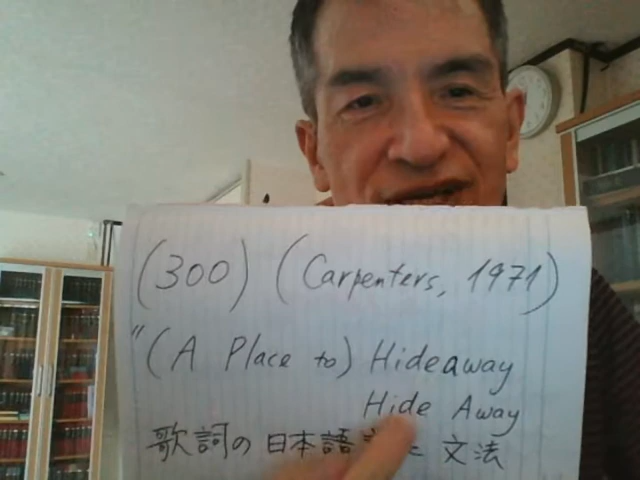 (300) (Carpenters, 1971)
"(A Place to) Hideaway
Hide Away
歌詞の日本語 文法